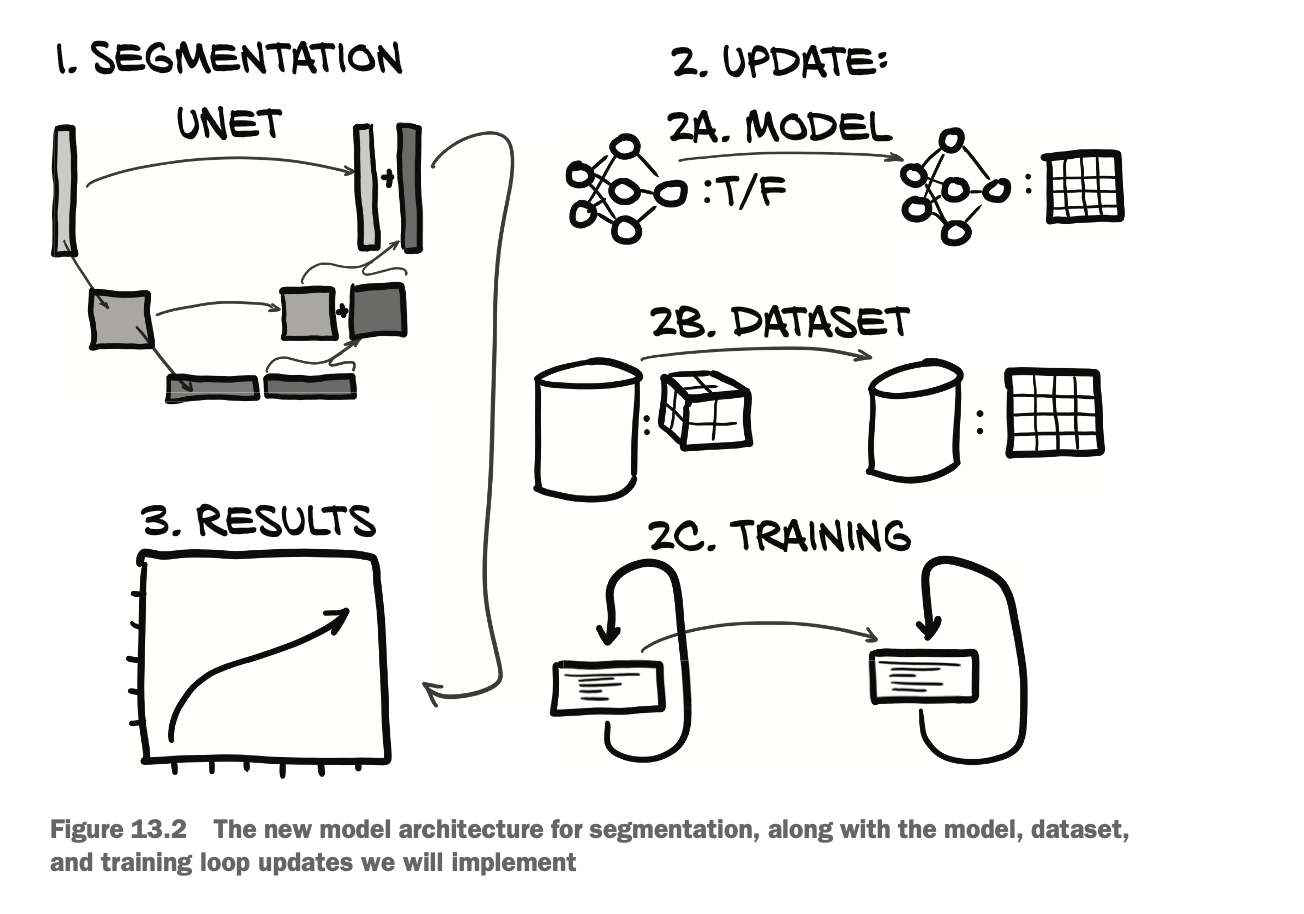 1. SEGMENTATION
UNET
+
+
3. RESULTS
2. UPDATE:
2A. MODEL
:T/F
:
2B. DATASET
:
:
2C. TRAINING
Figure 13.2 The new model architecture for segmentation, along with the model, dataset,
and training loop updates we will implement